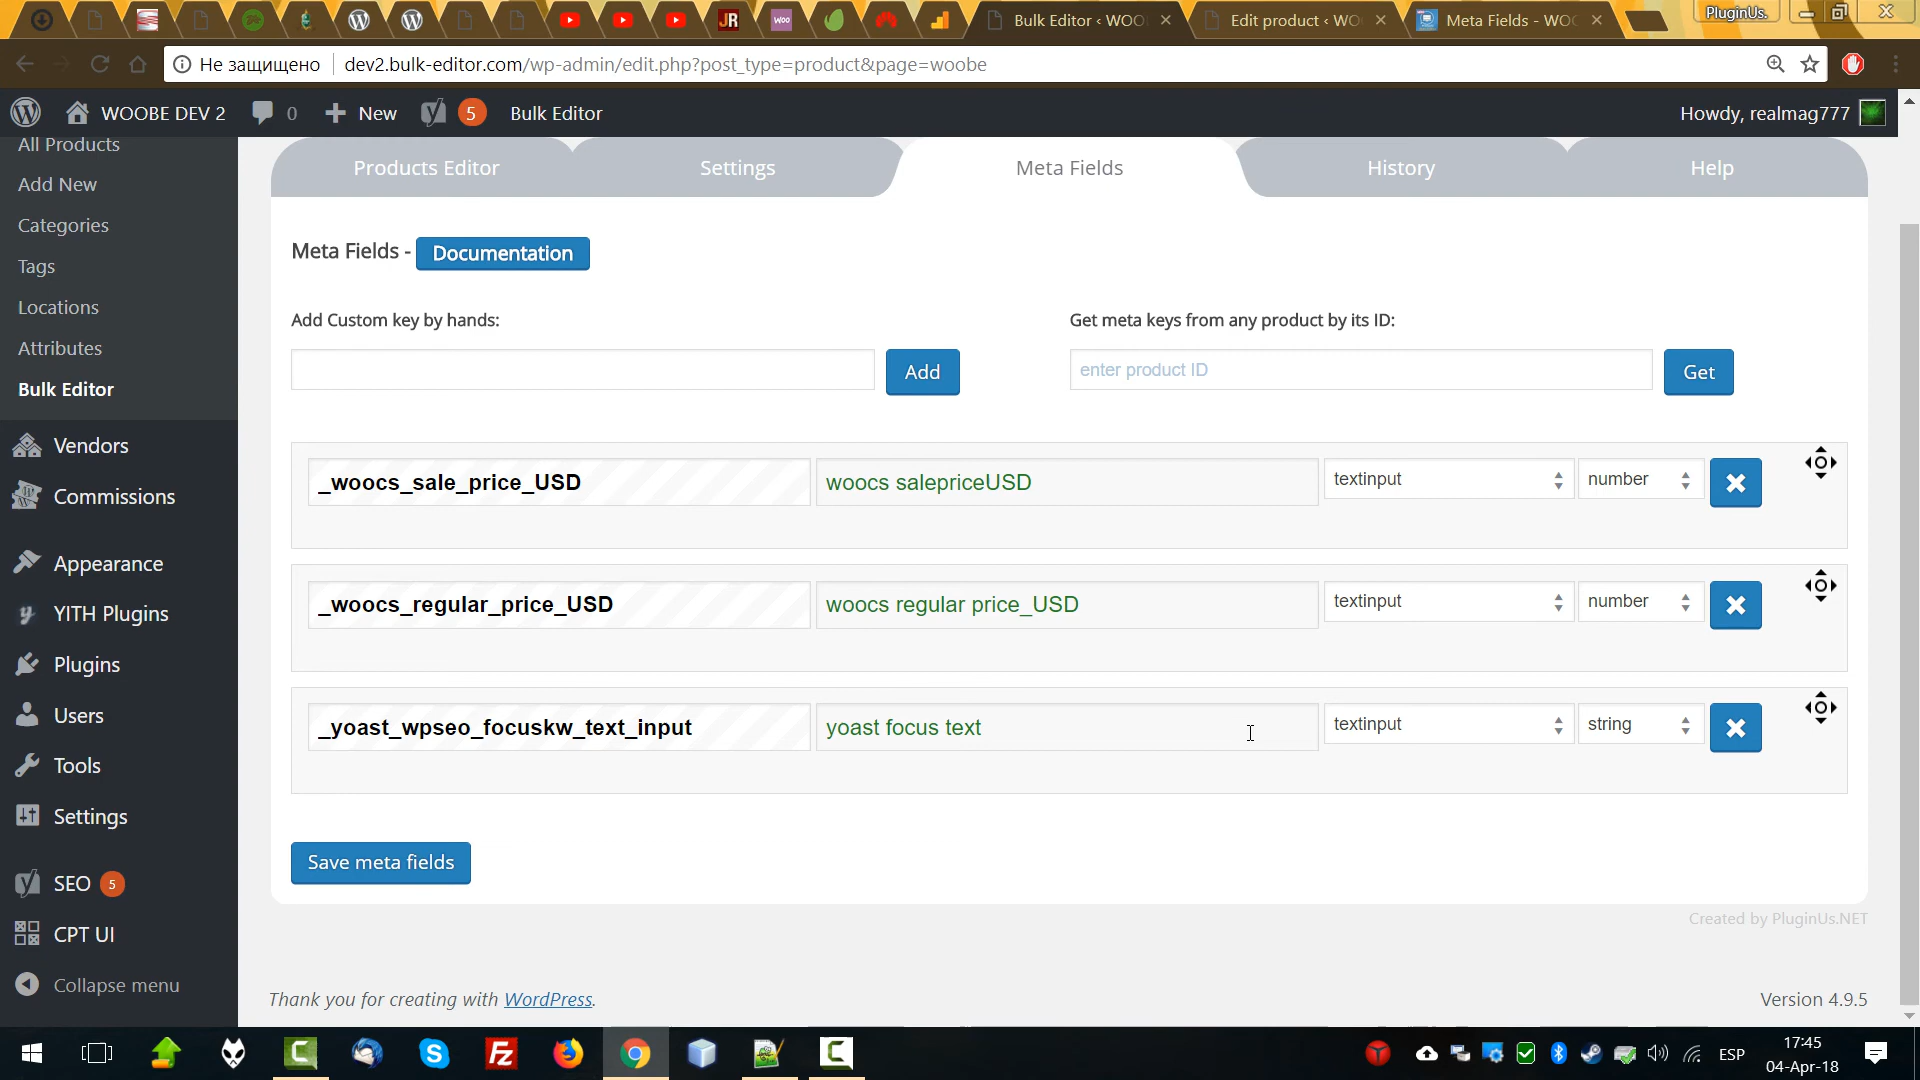 JR
WOO
Bulk Editor ‹ WOO
Edit product ‹ WO
Meta Fields - WOC
PluginUs.
Не защищено
dev2.bulk-editor.com/wp-admin/edit.php?post_type=product&page=woobe
WOOBE DEV 2
0
New
5
Bulk Editor
Howdy, realmag777
All Products
Add New
Categories
Tags
Locations
Attributes
Bulk Editor
Vendors
Commissions
Appearance
YITH Plugins
Plugins
Users
Tools
Settings
SEO 5
CPT UI
Collapse menu
Products Editor
Settings
Meta Fields
History
Help
Meta Fields - Documentation
Add Custom key by hands:
Add
Get meta keys from any product by its ID:
enter product ID
Get
_woocs_sale_price_USD
woocs salepriceUSD
textinput
number
_woocs_regular_price_USD
woocs regular price_USD
textinput
number
_yoast_wpseo_focuskw_text_input
yoast focus text
textinput
string
Save meta fields
Created by PluginUs.NET
Thank you for creating with WordPress.
Version 4.9.5
ESP
17:45
04-Apr-18